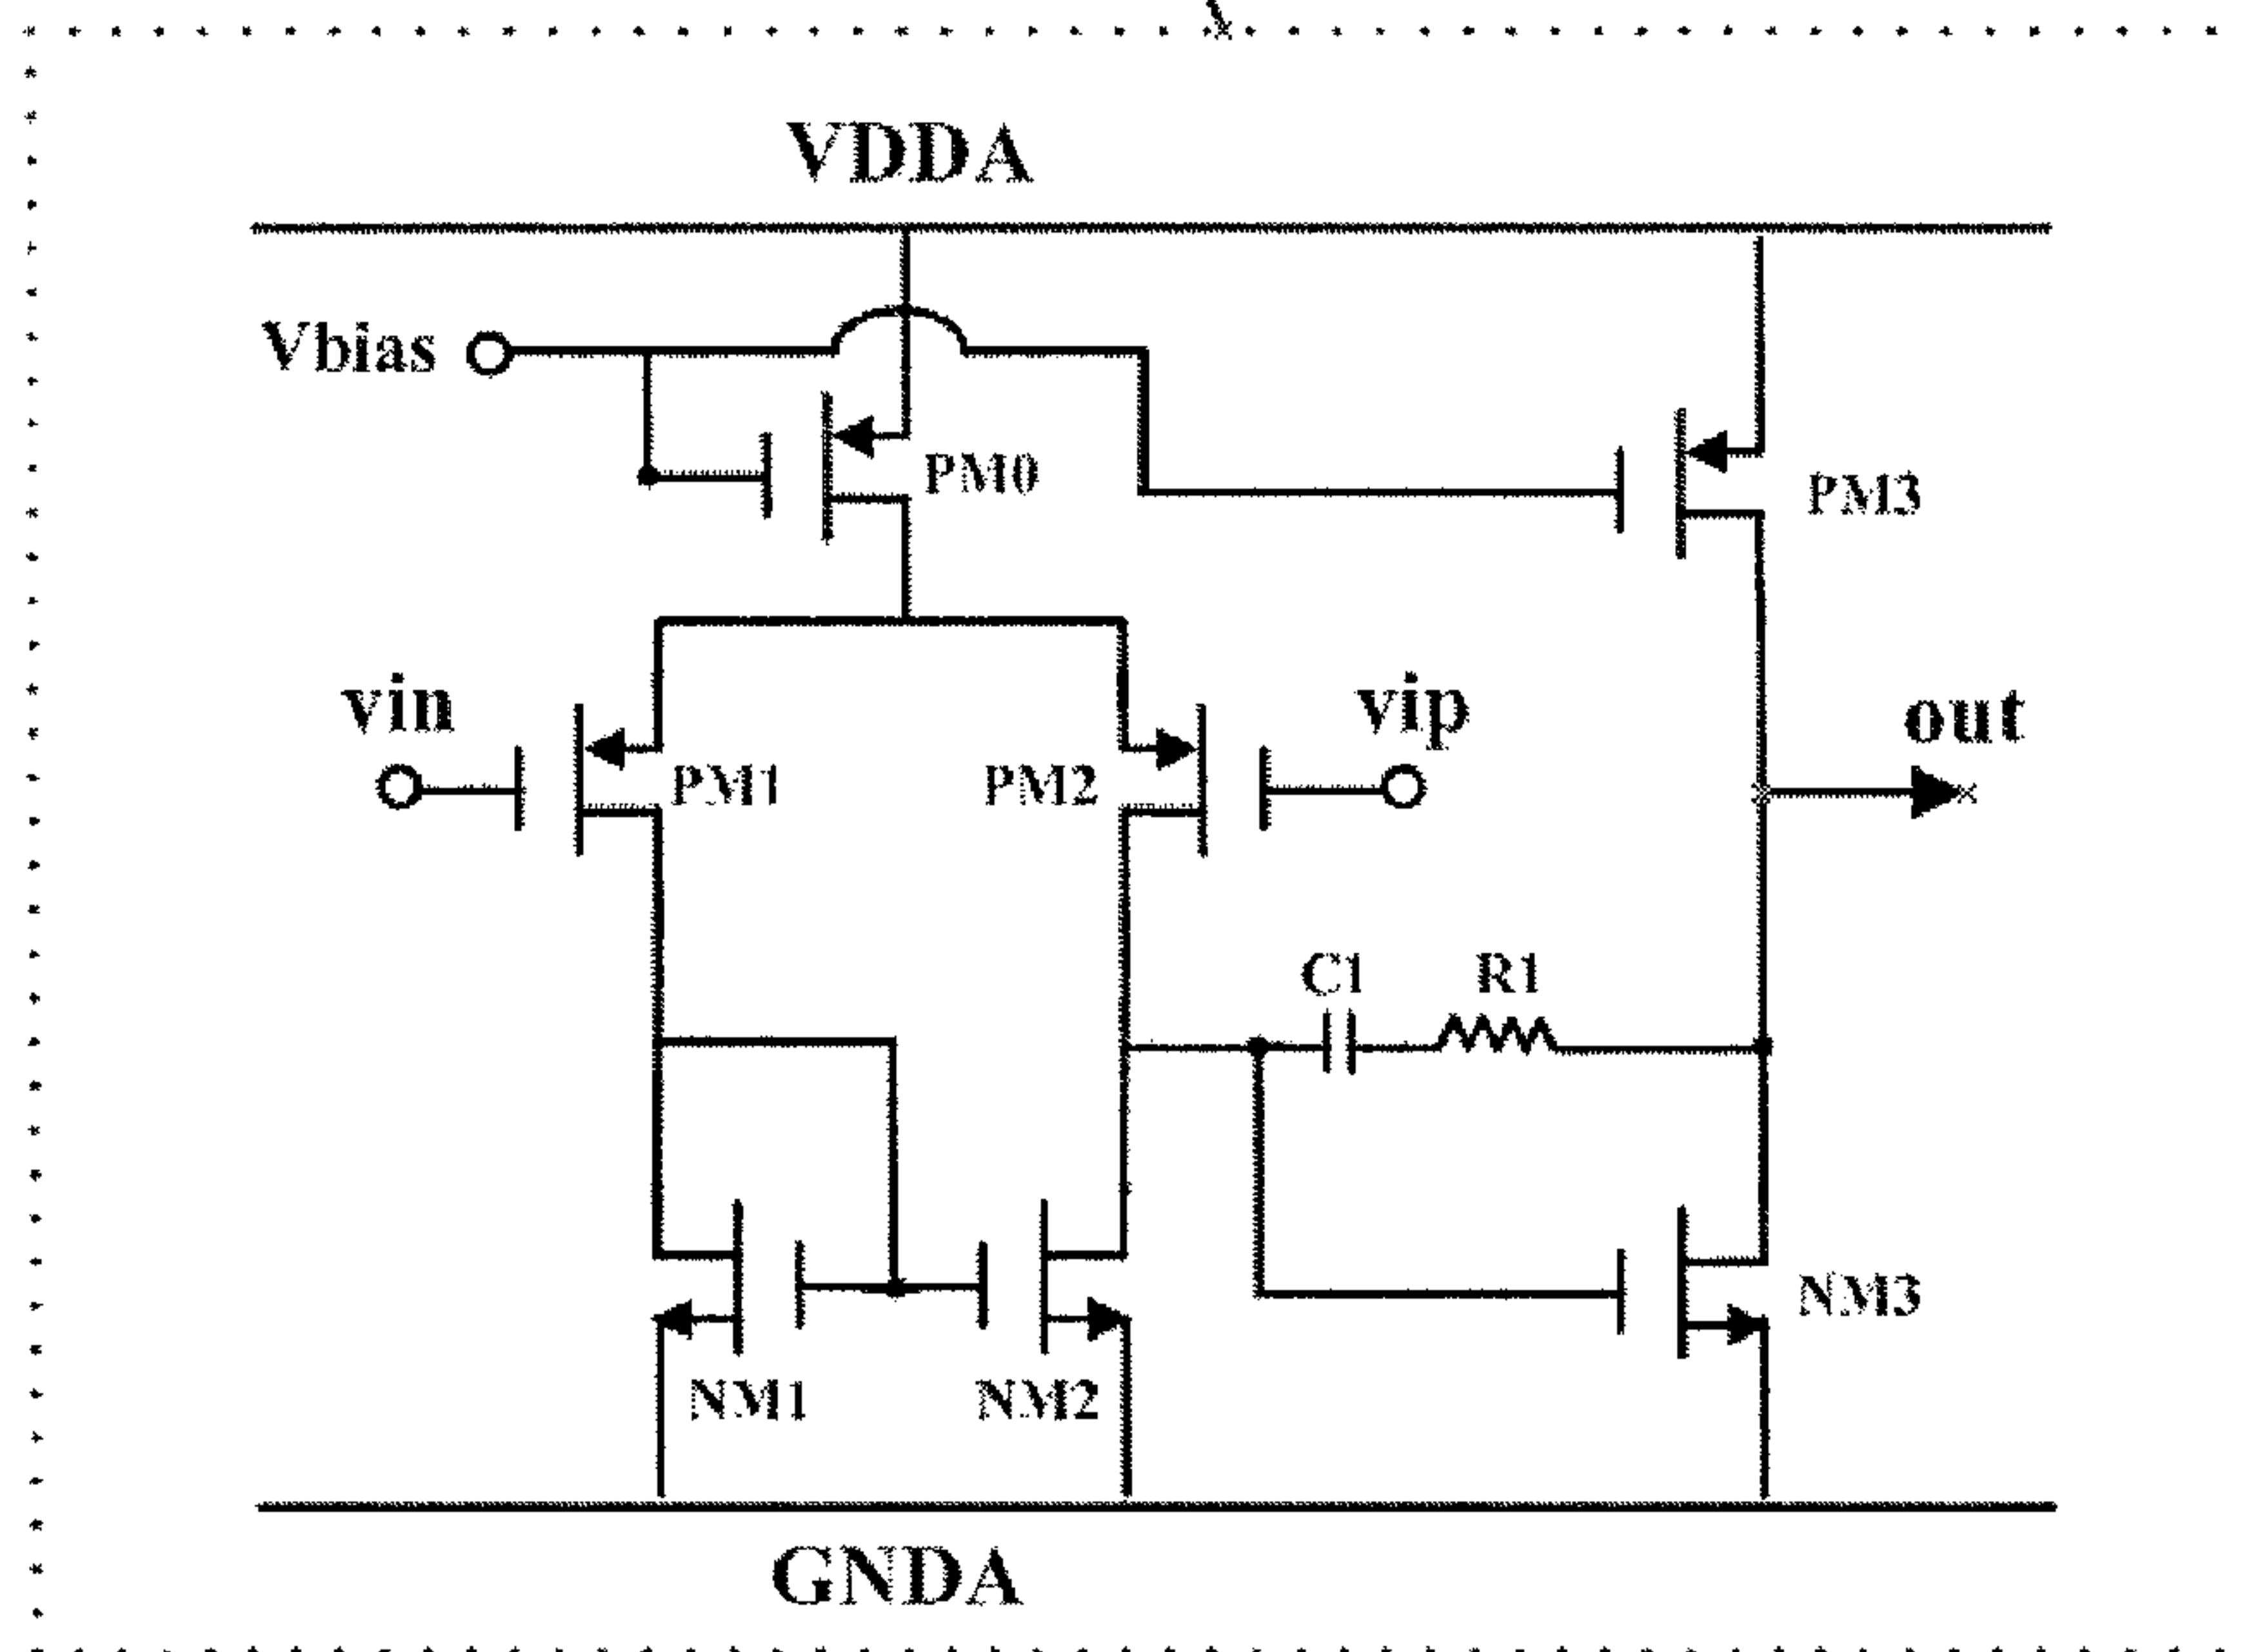 VDDA
Vbias
PM0
PM3
vin
vip
out
PM1
PM2
C1
R1
NM3
NM1
NM2
GNDA